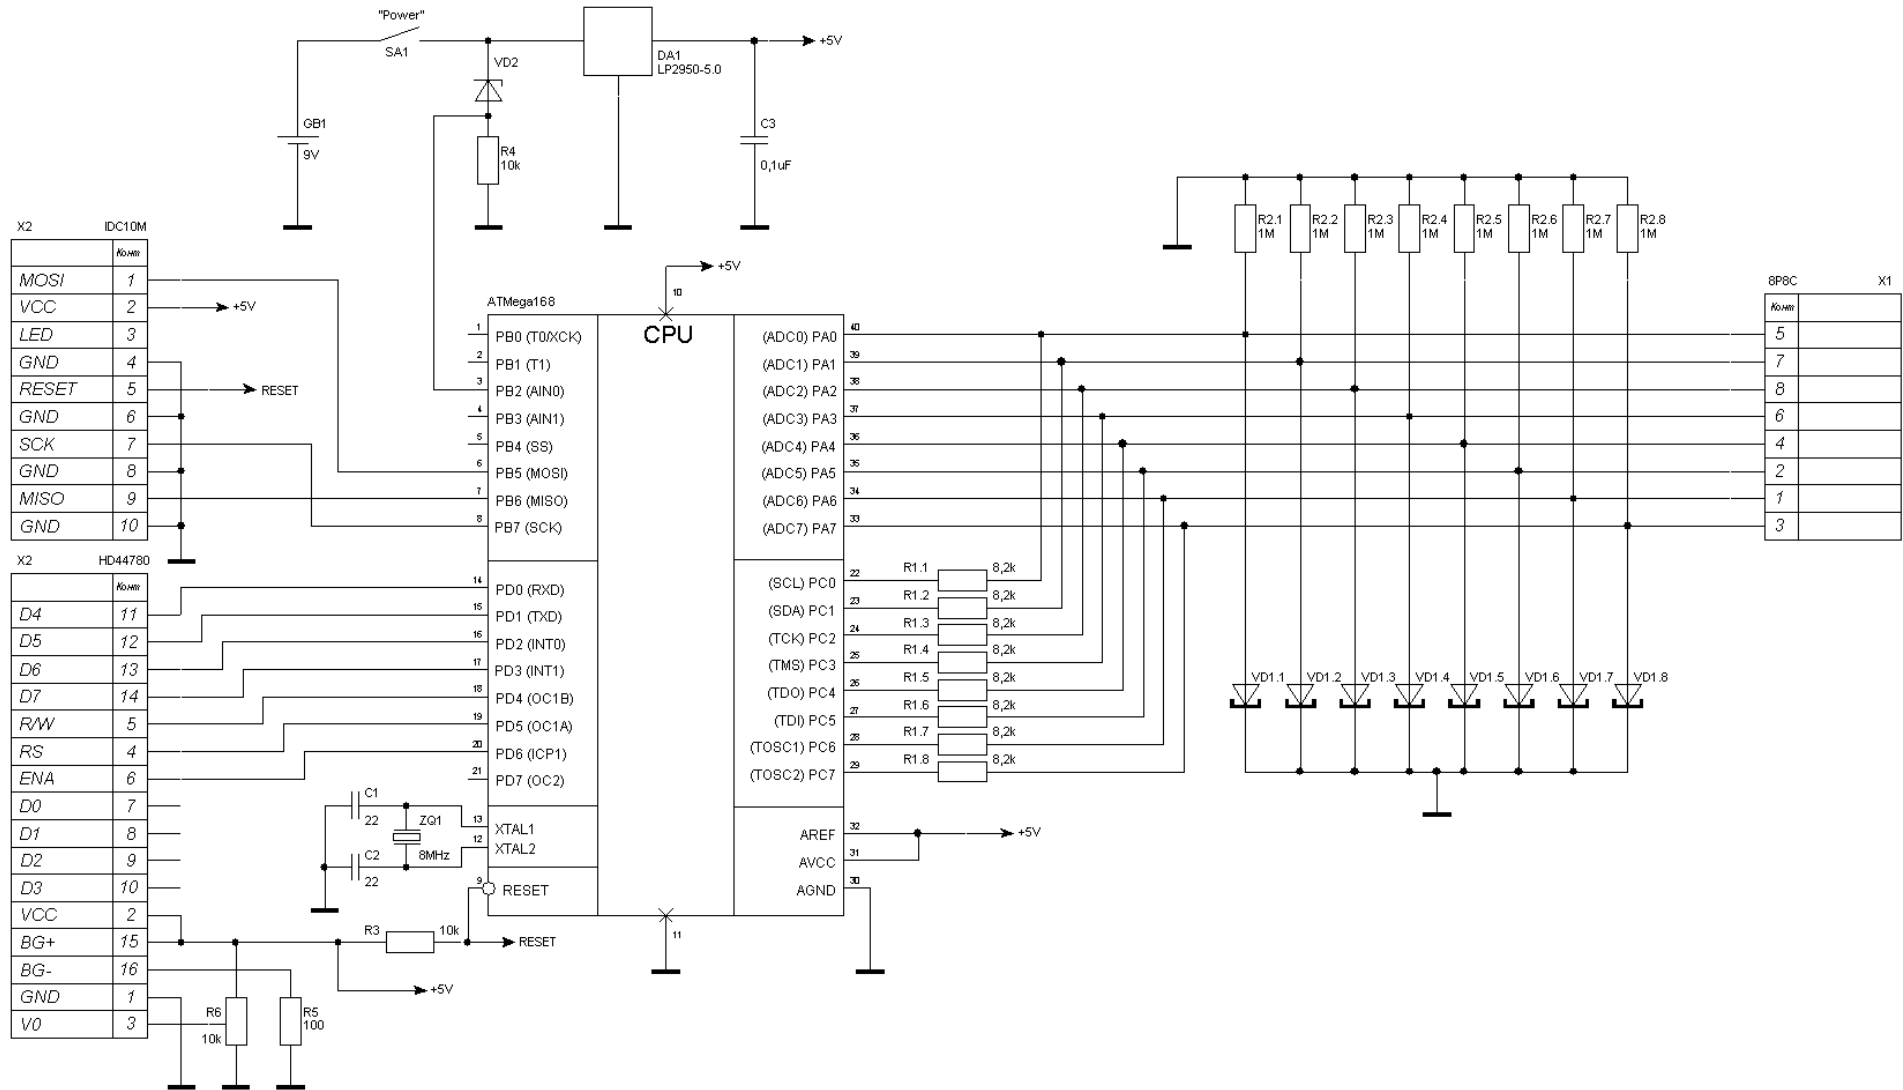 "Power"
SA1
+5V
VD2
DA1
LP2950-5.0
GB1
9V
R4
10k
C3
0,1uF
X2 IDC10M
Конт
MOSI 1
VCC 2
+5V
LED 3
GND 4
RESET 5
RESET
GND 6
SCK 7
GND 8
MISO 9
GND 10
X2 HD44780
Конт
D4 11
D5 12
D6 13
D7 14
R/W 5
RS 4
ENA 6
D0 7
D1 8
D2 9
D3 10
VCC 2
BG+ 15
BG- 16
GND 1
V0 3
R6
10k
R5
100
C1
22
C2
22
ZQ1
8MHz
R3 10k
RESET
+5V
ATMega168
CPU
10
+5V
1 PB0 (T0/XCK)
2 PB1 (T1)
3 PB2 (AIN0)
4 PB3 (AIN1)
5 PB4 (SS)
6 PB5 (MOSI)
7 PB6 (MISO)
8 PB7 (SCK)
14 PD0 (RXD)
15 PD1 (TXD)
16 PD2 (INT0)
17 PD3 (INT1)
18 PD4 (OC1B)
19 PD5 (OC1A)
20 PD6 (ICP1)
21 PD7 (OC2)
13 XTAL1
12 XTAL2
9 RESET
11
(ADC0) PA0 40
(ADC1) PA1 39
(ADC2) PA2 38
(ADC3) PA3 37
(ADC4) PA4 36
(ADC5) PA5 35
(ADC6) PA6 34
(ADC7) PA7 33
(SCL) PC0 22 R1.1 8,2k
(SDA) PC1 23 R1.2 8,2k
(TCK) PC2 24 R1.3 8,2k
(TMS) PC3 25 R1.4 8,2k
(TDO) PC4 26 R1.5 8,2k
(TDI) PC5 27 R1.6 8,2k
(TOSC1) PC6 28 R1.7 8,2k
(TOSC2) PC7 29 R1.8 8,2k
AREF 32
+5V
AVCC 31
AGND 30
R2.1 R2.2 R2.3 R2.4 R2.5 R2.6 R2.7 R2.8
1M 1M 1M 1M 1M 1M 1M 1M
VD1.1 VD1.2 VD1.3 VD1.4 VD1.5 VD1.6 VD1.7 VD1.8
8P8C X1
Конт
5
7
8
6
4
2
1
3